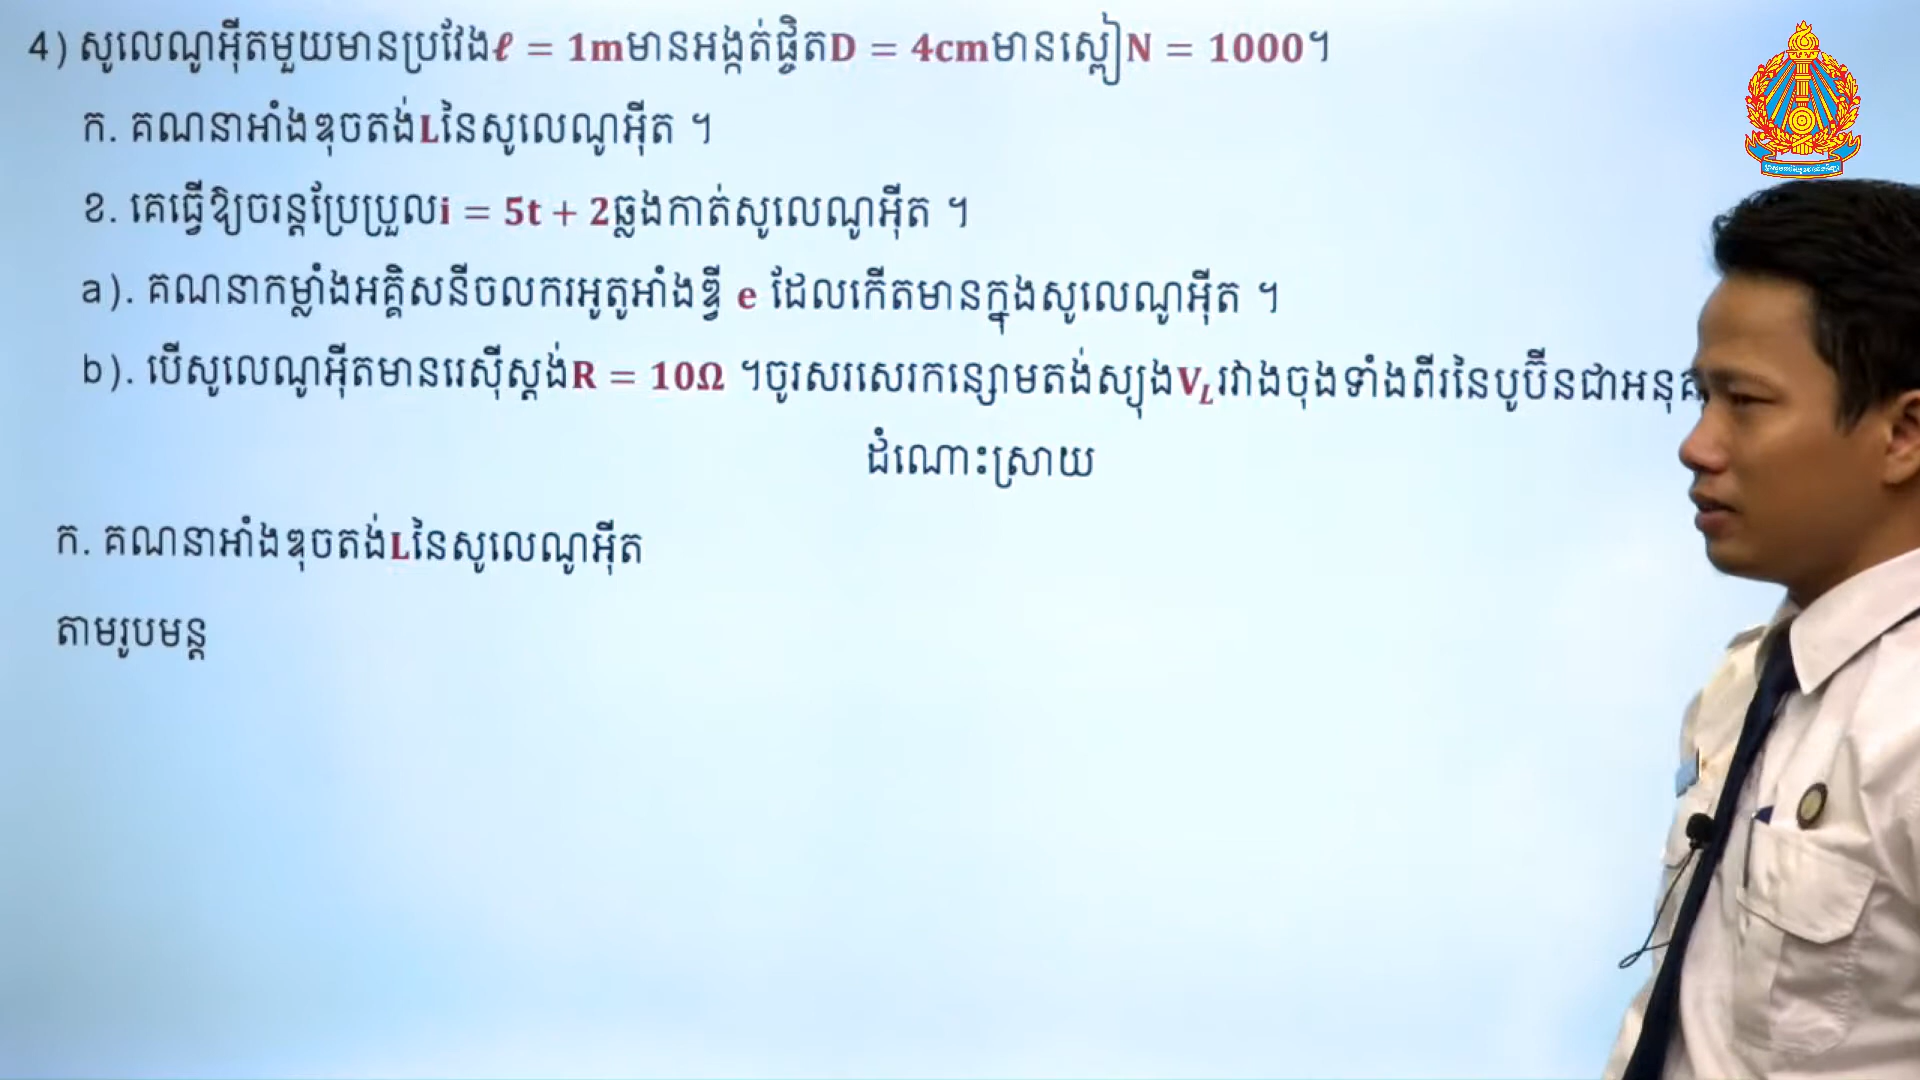 4) សូលេណូអ៊ីតមួយមានប្រវែងℓ = 1mមានអង្កត់ផ្ចិតD = 4cmមានស្ពៀN = 1000។
ក. គណនាអាំងឌុចតង់Lនៃសូលេណូអ៊ីត ។
ខ. គេធ្វើឱ្យចរន្តប្រែប្រួលi = 5t + 2ឆ្លងកាត់សូលេណូអ៊ីត ។
a). គណនាកម្លាំងអគ្គិសនីចលករអូតូអាំងឌ្វី e ដែលកើតមានក្នុងសូលេណូអ៊ីត ។
b). បើសូលេណូអ៊ីតមានរេស៊ីស្តង់R = 10Ω ។ចូរសរសេរកន្សោមតង់ស្យុងV_Lរវាងចុងទាំងពីរនៃបូប៊ីនជា
ដំណោះស្រាយ
ក. គណនាអាំងឌុចតង់Lនៃសូលេណូអ៊ីត
តាមរូបមន្ត